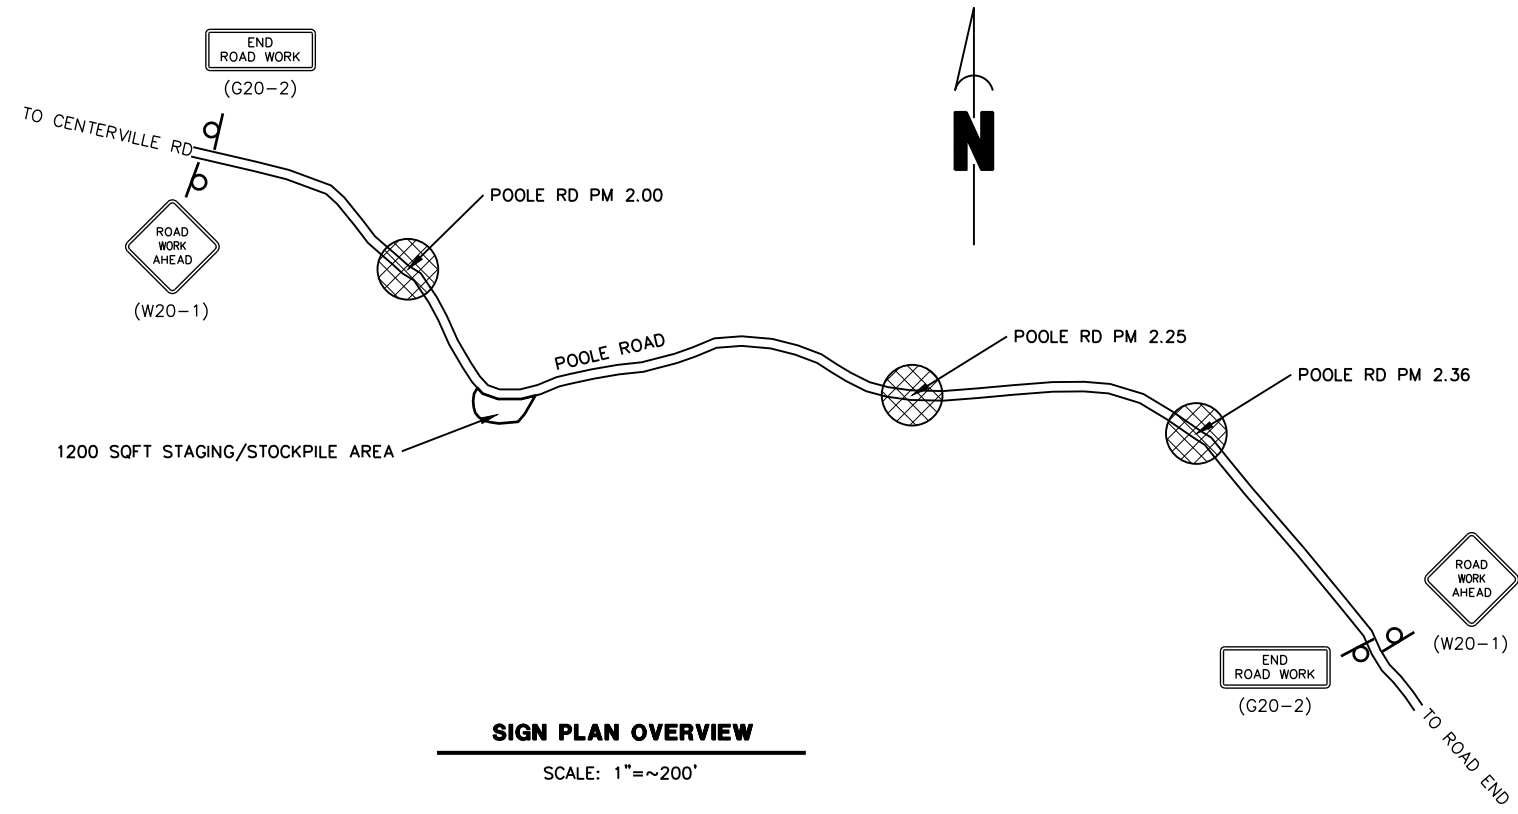 END
ROAD WORK
(G20-2)
TO CENTERVILLE RD
ROAD
WORK
AHEAD
(W20-1)
N
POOLE RD PM 2.00
POOLE ROAD
POOLE RD PM 2.25
POOLE RD PM 2.36
1200 SQFT STAGING/STOCKPILE AREA
ROAD
WORK
AHEAD
(W20-1)
END
ROAD WORK
(G20-2)
TO ROAD END
SIGN PLAN OVERVIEW
SCALE: 1"=~200'